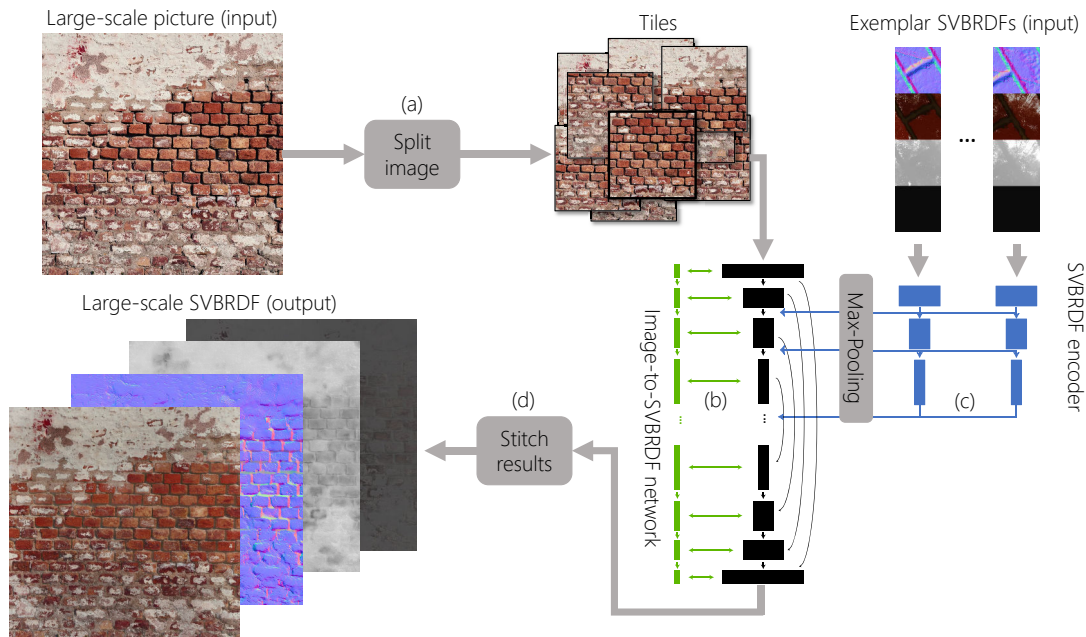 Large-scale picture (input)
Tiles
Exemplar SVBRDFs (input)
(a)
Split
image
...
Large-scale SVBRDF (output)
Image-to-SVBRDF network
(b)
...
...
Max-Pooling
(c)
SVBRDF encoder
(d)
Stitch
results